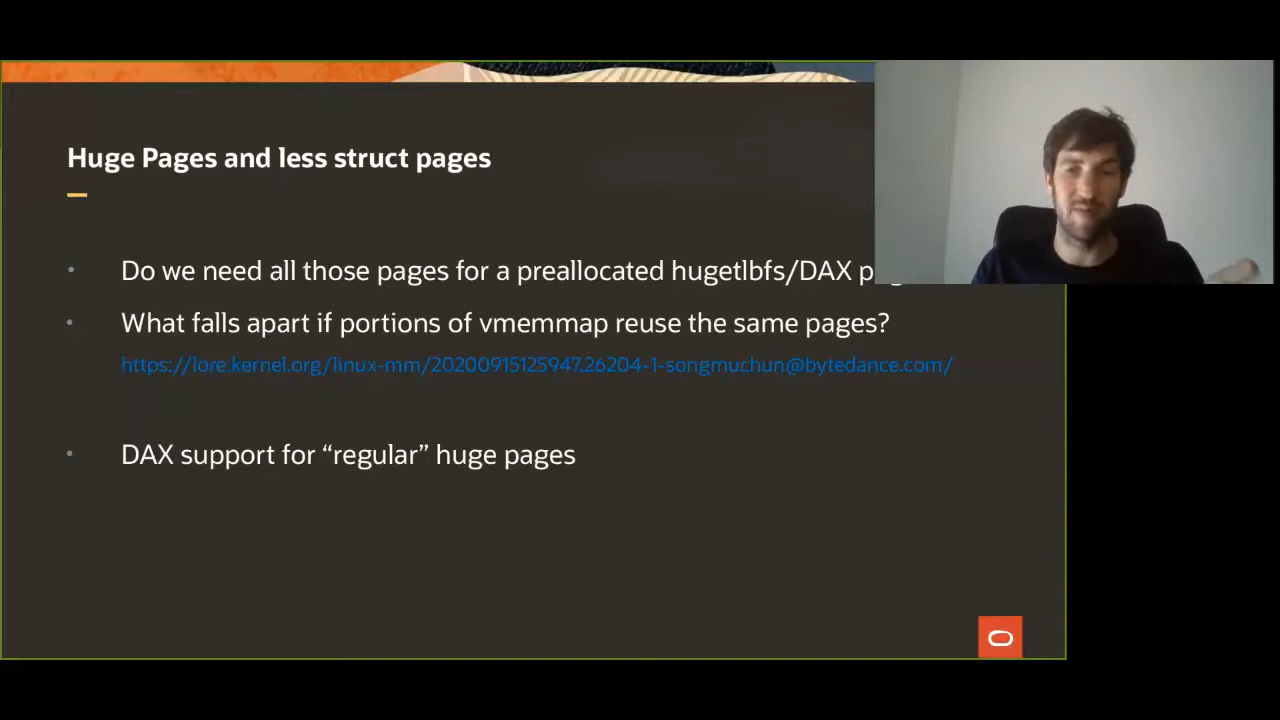 Huge Pages and less struct pages
Do we need all those pages for a preallocated hugetlbfs/DAX
What falls apart if portions of vmemmap reuse the same pages?
https://lore.kernel.org/linux-mm/20200915125947.26204-1-songmuchun@bytedance.com/
DAX support for “regular” huge pages